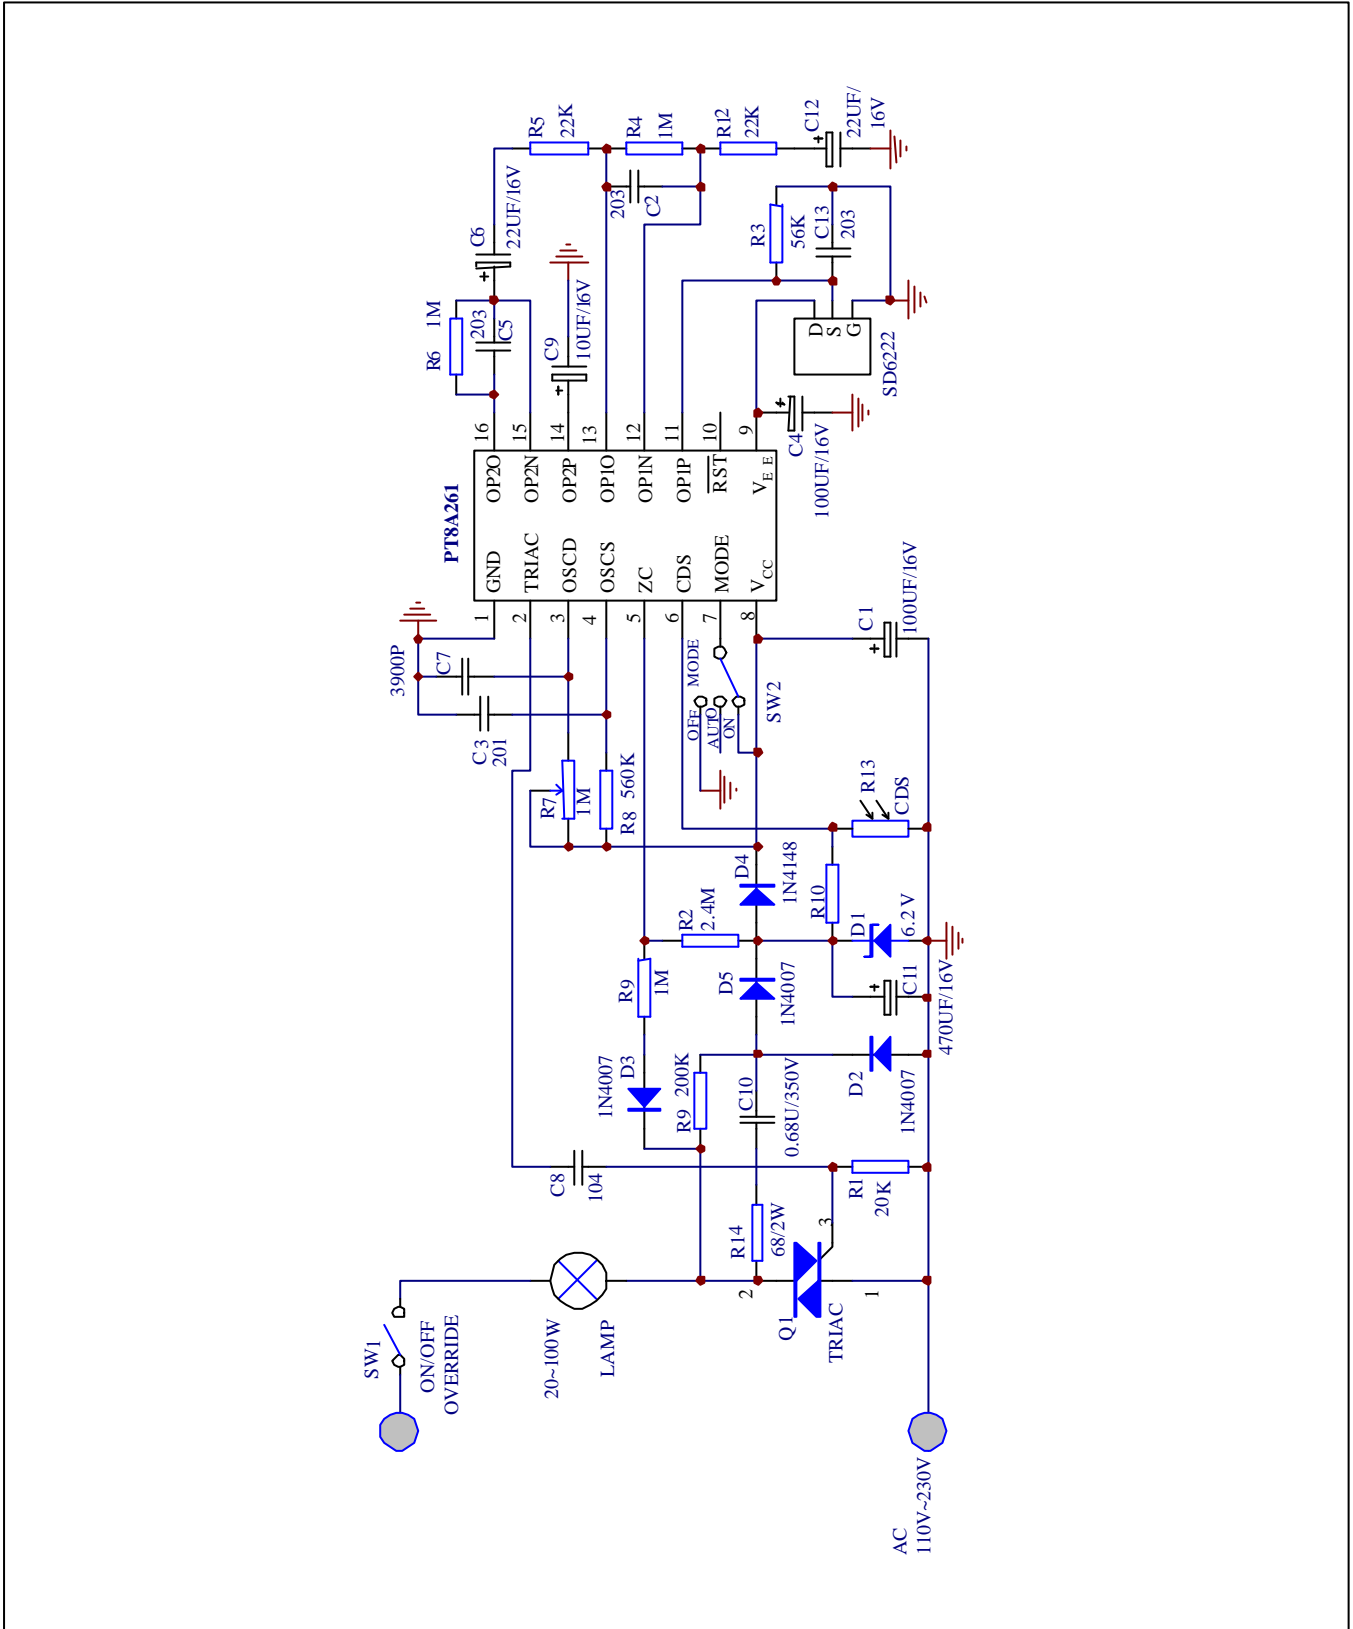 R5
22K
R4
1M
R12
22K
C12
22UF/
16V
C6
22UF/16V
203
C2
R3
56K
C13
203
R6
1M
203
C5
C9
10UF/16V
D
S
G
SD6222
C4
100UF/16V
16
15
14
13
12
11
10
9
PT8A261
OP2O
OP2N
OP2P
OP1O
OP1N
OP1P
RST
VEE
GND
TRIAC
OSCD
OSCS
ZC
CDS
MODE
VCC
1
2
3
4
5
6
7
8
3900P
C7
C3
201
MODE
OFF
AUTO
ON
SW2
C1
100UF/16V
R7
1M
R8 560K
R13
CDS
D4
1N4148
R10
R2
2.4M
D1
6.2V
R9
1M
D5
1N4007
C11
470UF/16V
1N4007
D3
R9 200K
C10
0.68U/350V
D2
1N4007
C8
104
R1
20K
R14
68/2W
3
2
1
Q1
TRIAC
SW1
ON/OFF
OVERRIDE
20~100W
LAMP
AC
110V~230V